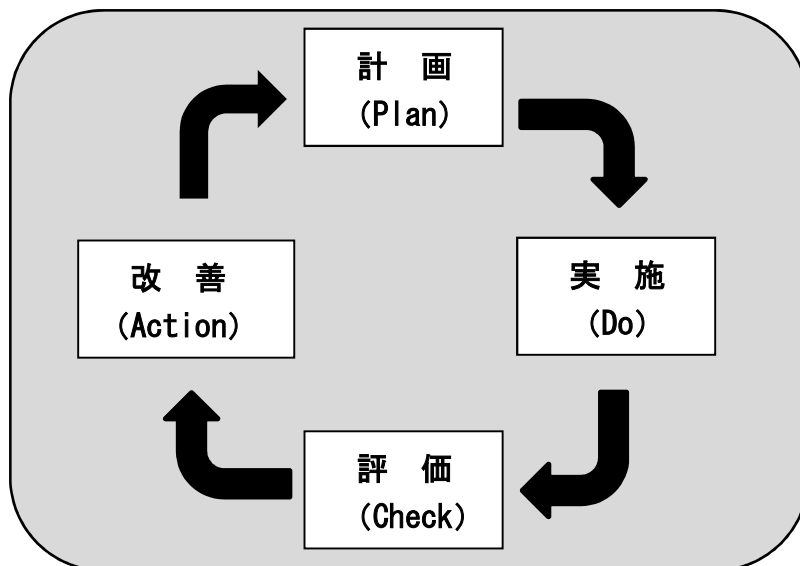 計　画
(Plan)
改　善
(Action)
実　施
(Do)
評　価
(Check)